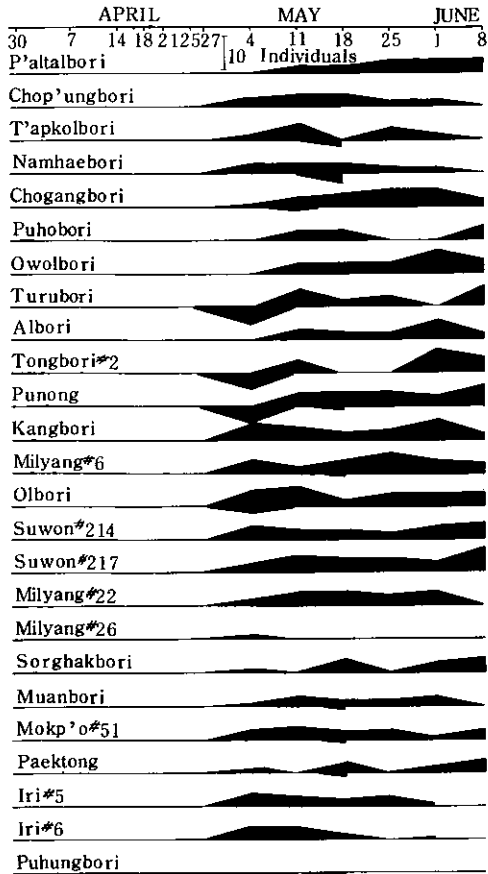 APRIL MAY JUNE
30 7 14 18 21 25 27 4 11 18 25 1 8
10 Individuals
P'altalbori
Chop'ungbori
T'apkolbori
Namhaebori
Chogangbori
Puhobori
Owolbori
Turubori
Albori
Tongbori#2
Punong
Kangbori
Milyang#6
Olbori
Suwon#214
Suwon#217
Milyang#22
Milyang#26
Sorghakbori
Muanbori
Mokp'o#51
Paektong
Iri#5
Iri#6
Puhungbori